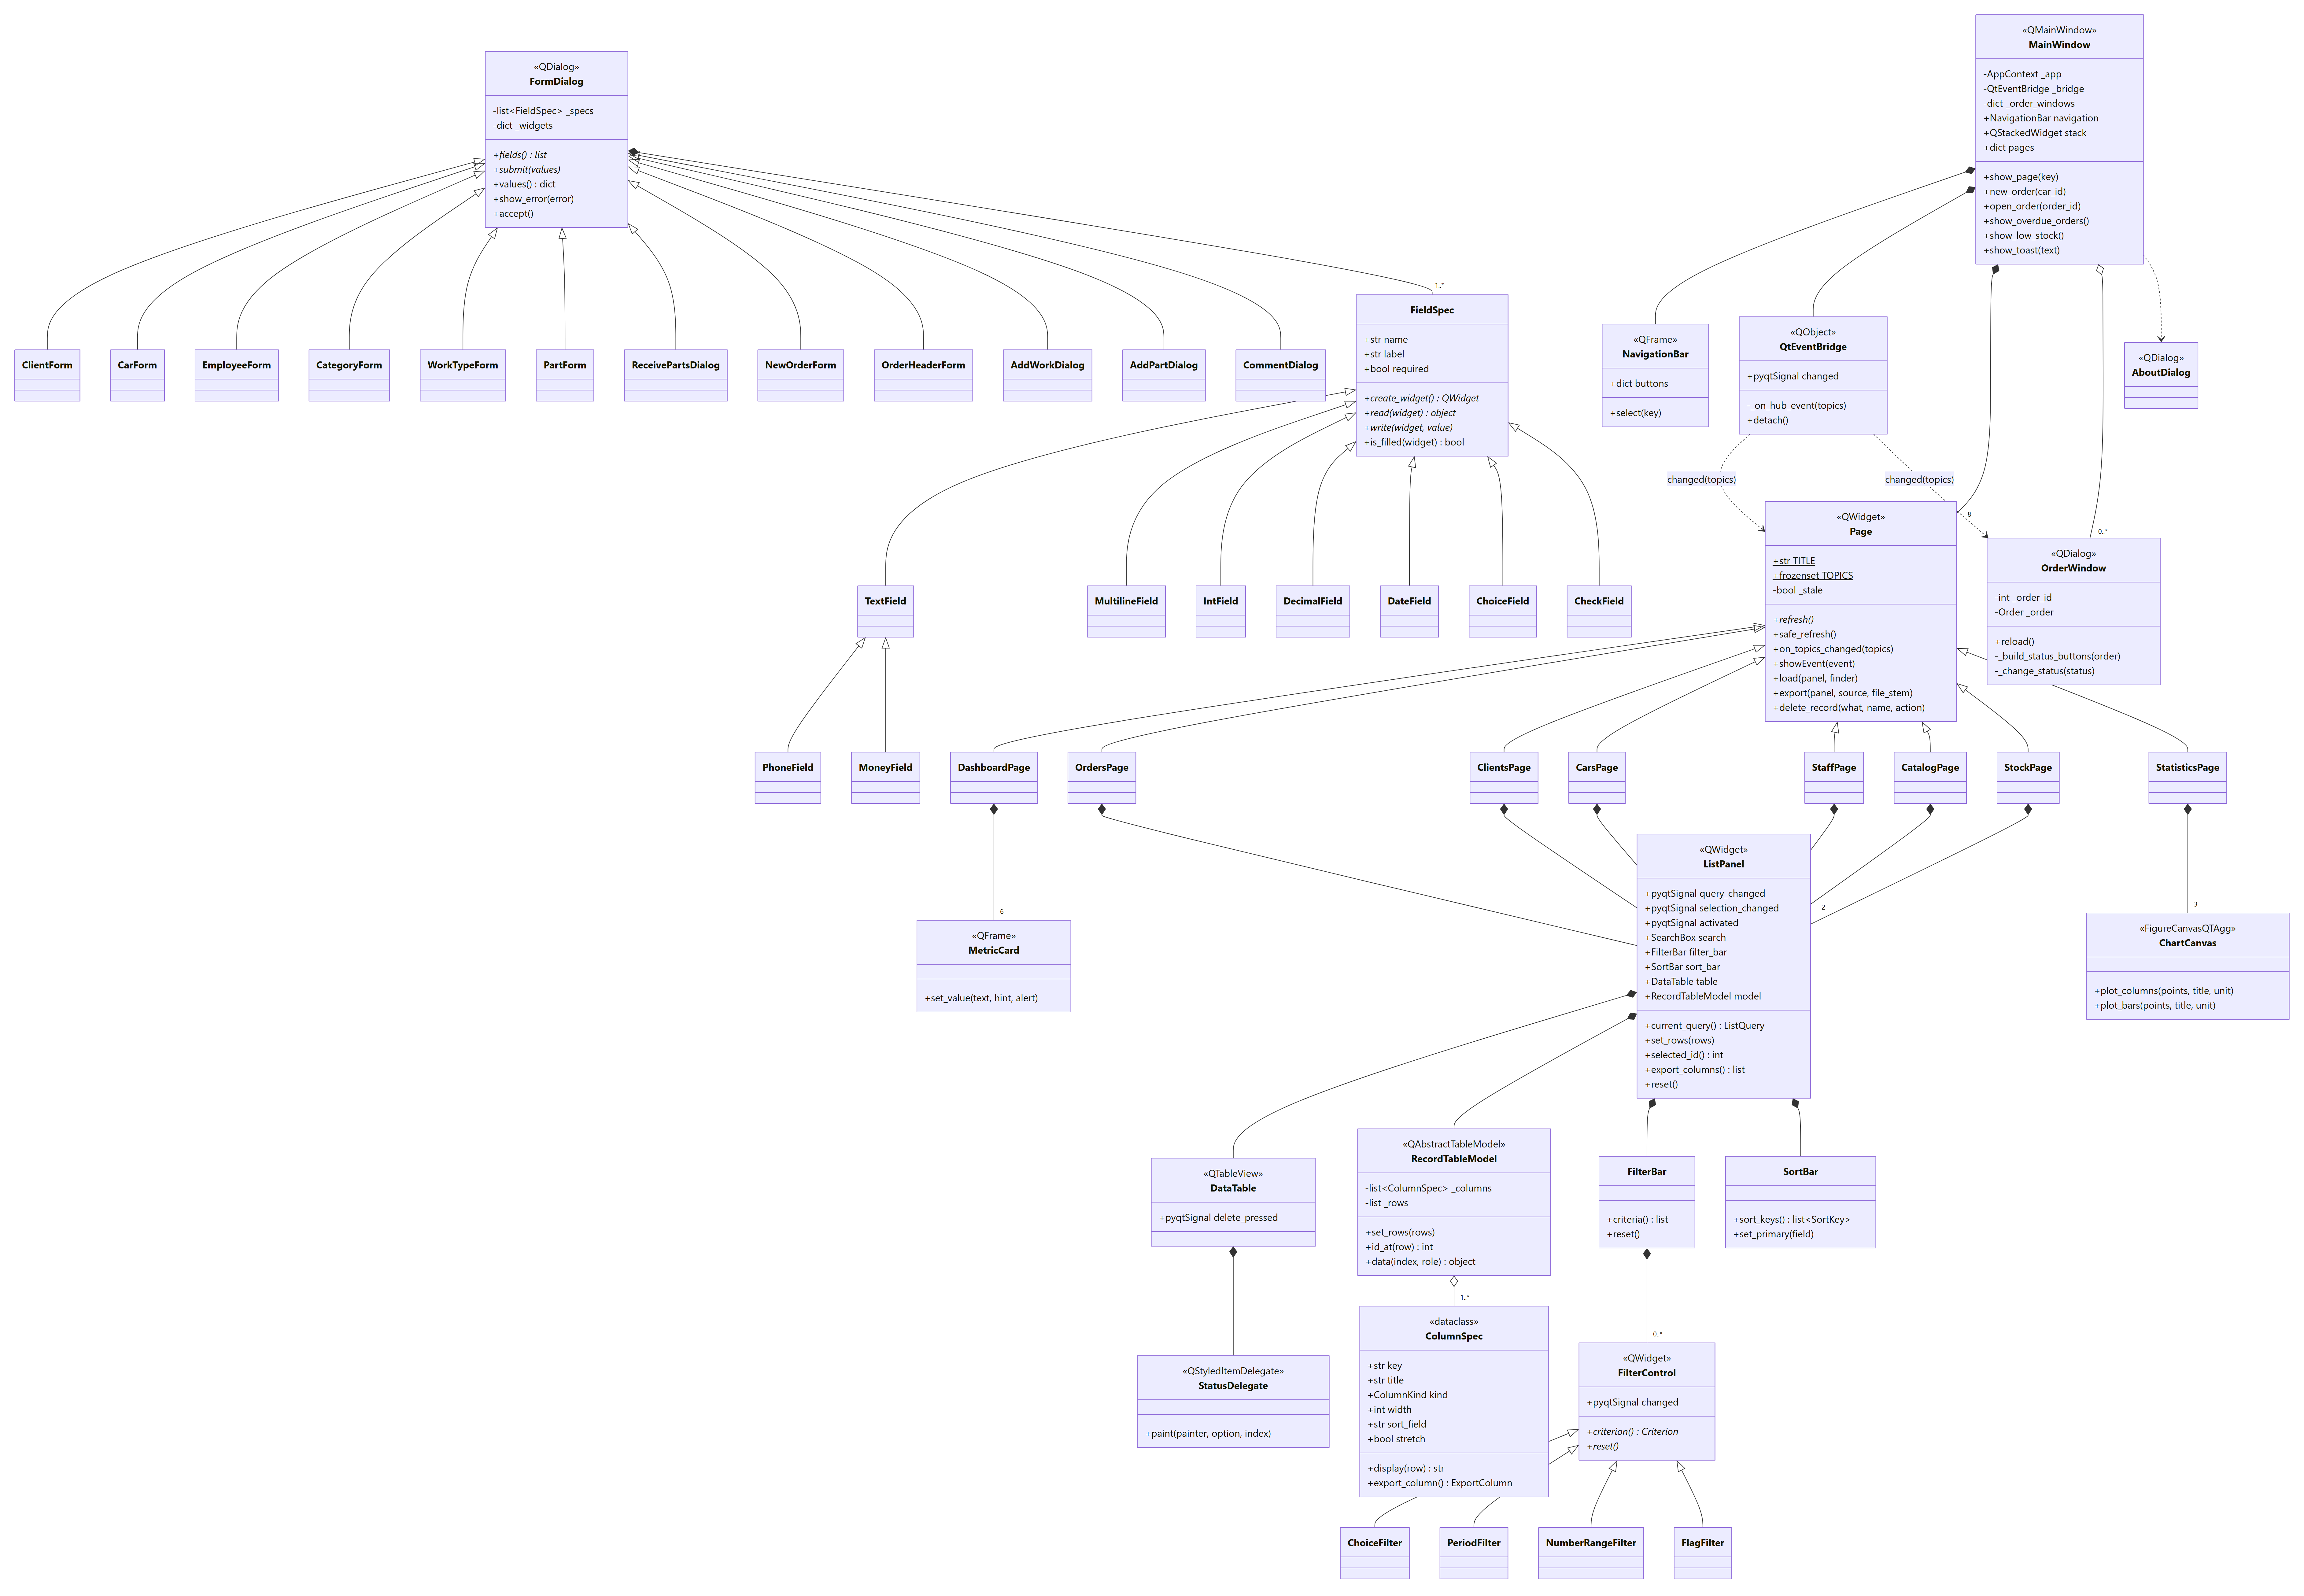 «QMainWindow»
MainWindow
-AppContext _app
-QtEventBridge _bridge
-dict _order_windows
+NavigationBar navigation
+QStackedWidget stack
+dict pages
+show_page(key)
+new_order(car_id)
+open_order(order_id)
+show_overdue_orders()
+show_low_stock()
+show_toast(text)
«QDialog»
FormDialog
-list<FieldSpec> _specs
-dict _widgets
+fields() : list
+submit(values)
+values() : dict
+show_error(error)
+accept()
1..*
FieldSpec
+str name
+str label
+bool required
+create_widget() : QWidget
+read(widget) : object
+write(widget, value)
+is_filled(widget) : bool
«QFrame»
NavigationBar
+dict buttons
+select(key)
«QObject»
QtEventBridge
+pyqtSignal changed
-_on_hub_event(topics)
+detach()
«QDialog»
AboutDialog
ClientForm
CarForm
EmployeeForm
CategoryForm
WorkTypeForm
PartForm
ReceivePartsDialog
NewOrderForm
OrderHeaderForm
AddWorkDialog
AddPartDialog
CommentDialog
changed(topics)
changed(topics)
8
0..*
«QWidget»
Page
+str TITLE
+frozenset TOPICS
-bool _stale
+refresh()
+safe_refresh()
+on_topics_changed(topics)
+showEvent(event)
+load(panel, finder)
+export(panel, source, file_stem)
+delete_record(what, name, action)
«QDialog»
OrderWindow
-int _order_id
-Order _order
+reload()
-_build_status_buttons(order)
-_change_status(status)
TextField
MultilineField
IntField
DecimalField
DateField
ChoiceField
CheckField
PhoneField
MoneyField
DashboardPage
OrdersPage
ClientsPage
CarsPage
StaffPage
CatalogPage
StockPage
StatisticsPage
6
2
3
«QFrame»
MetricCard
+set_value(text, hint, alert)
«QWidget»
ListPanel
+pyqtSignal query_changed
+pyqtSignal selection_changed
+pyqtSignal activated
+SearchBox search
+FilterBar filter_bar
+SortBar sort_bar
+DataTable table
+RecordTableModel model
+current_query() : ListQuery
+set_rows(rows)
+selected_id() : int
+export_columns() : list
+reset()
«FigureCanvasQTAgg»
ChartCanvas
+plot_columns(points, title, unit)
+plot_bars(points, title, unit)
«QTableView»
DataTable
+pyqtSignal delete_pressed
«QAbstractTableModel»
RecordTableModel
-list<ColumnSpec> _columns
-list _rows
+set_rows(rows)
+id_at(row) : int
+data(index, role) : object
FilterBar
+criteria() : list
+reset()
SortBar
+sort_keys() : list<SortKey>
+set_primary(field)
1..*
0..*
«QStyledItemDelegate»
StatusDelegate
+paint(painter, option, index)
«dataclass»
ColumnSpec
+str key
+str title
+ColumnKind kind
+int width
+str sort_field
+bool stretch
+display(row) : str
+export_column() : ExportColumn
«QWidget»
FilterControl
+pyqtSignal changed
+criterion() : Criterion
+reset()
ChoiceFilter
PeriodFilter
NumberRangeFilter
FlagFilter